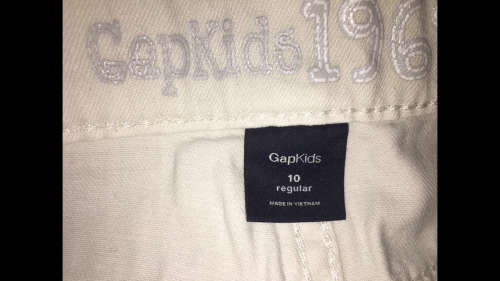 GapKids 196
GapKids
10
regular
MADE IN VIETNAM